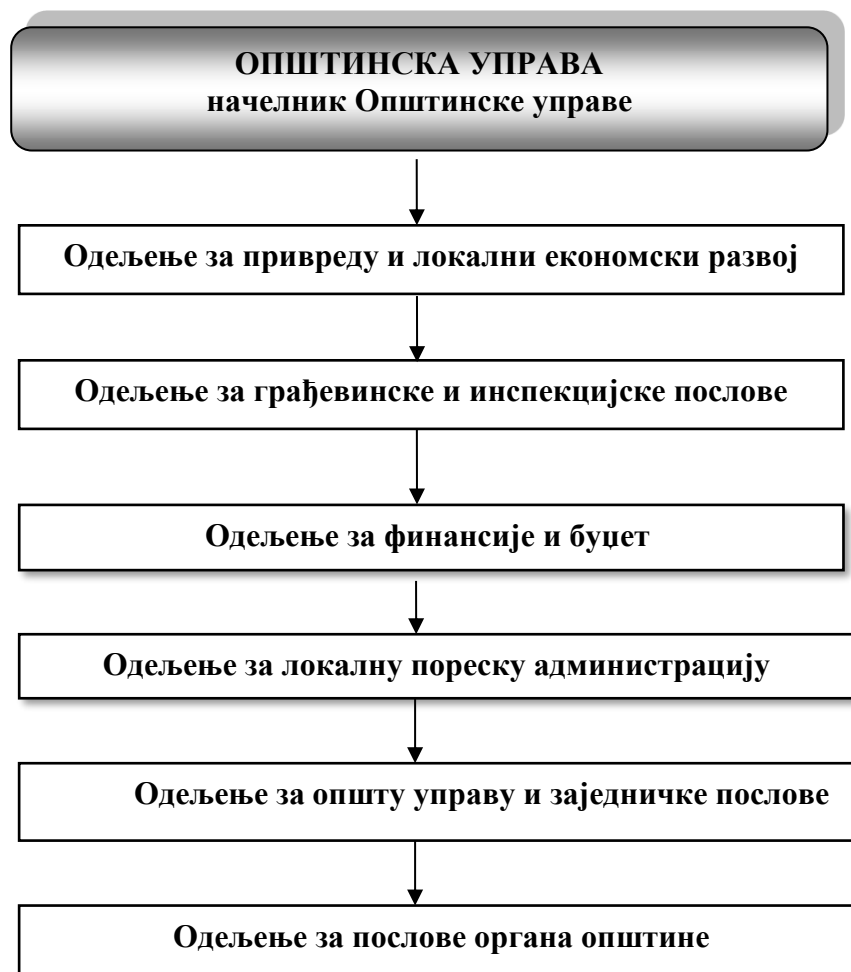 ОПШТИНСКА УПРАВА
начелник Општинске управе
Одељење за привреду и локални економски развој
Одељење за грађевинске и инспекцијске послове
Одељење за финансије и буџет
Одељење за локалну пореску администрацију
Одељење за општу управу и заједничке послове
Одељење за послове органа општине